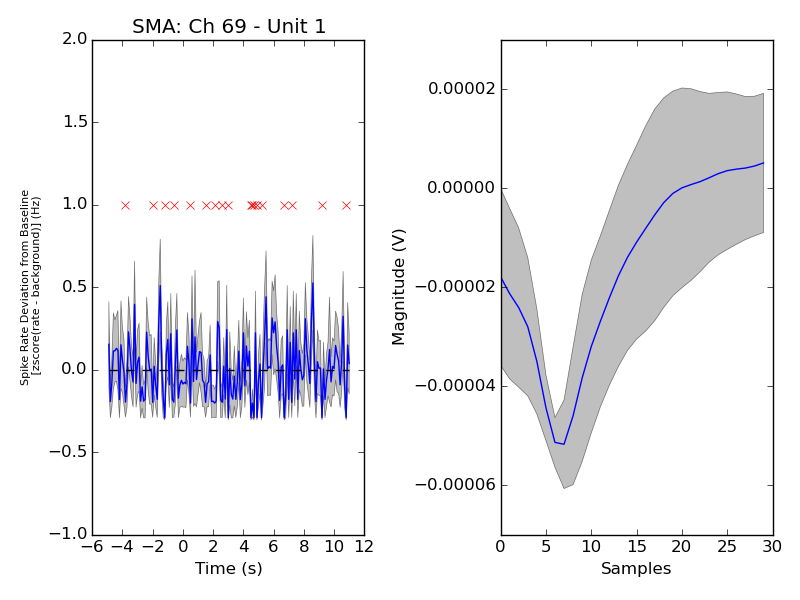 SMA: Ch 69 - Unit 1
Spike Rate Deviation from Baseline
[zscore(rate - background)] (Hz)
2.0
1.5
1.0
0.5
0.0
−0.5
−1.0
−6 −4 −2 0 2 4 6 8 10 12
Time (s)
Magnitude (V)
0.00002
0.00000
−0.00002
−0.00004
−0.00006
0 5 10 15 20 25 30
Samples